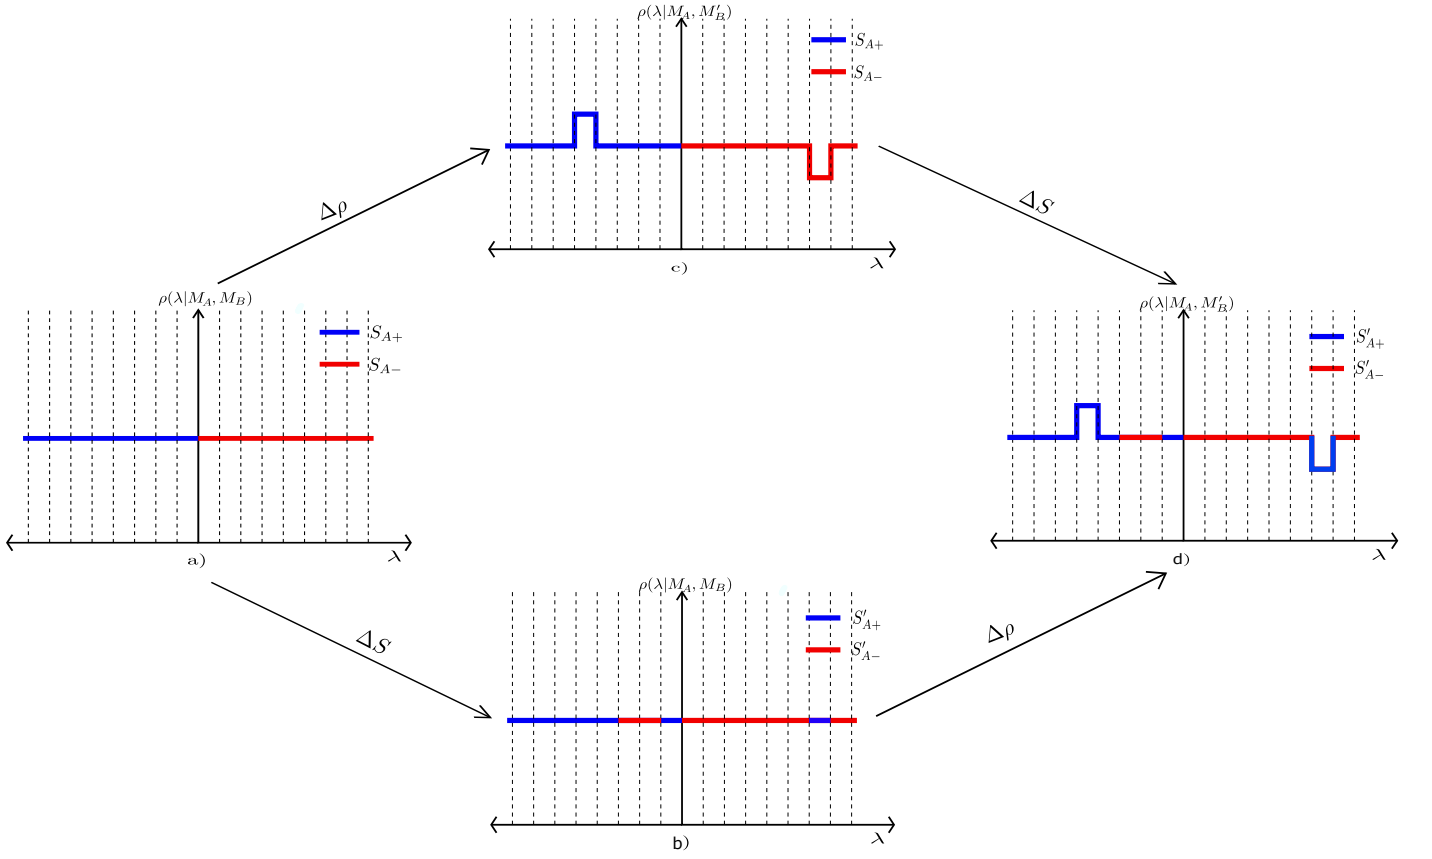 ρ(λ|M_A, M′_B)
S_{A+}
S_{A−}
λ
c)
Δρ
ΔS
ρ(λ|M_A, M_B)
S_{A+}
S_{A−}
λ
a)
ρ(λ|M_A, M′_B)
S′_{A+}
S′_{A−}
λ
d)
ΔS
Δρ
ρ(λ|M_A, M_B)
S′_{A+}
S′_{A−}
λ
b)